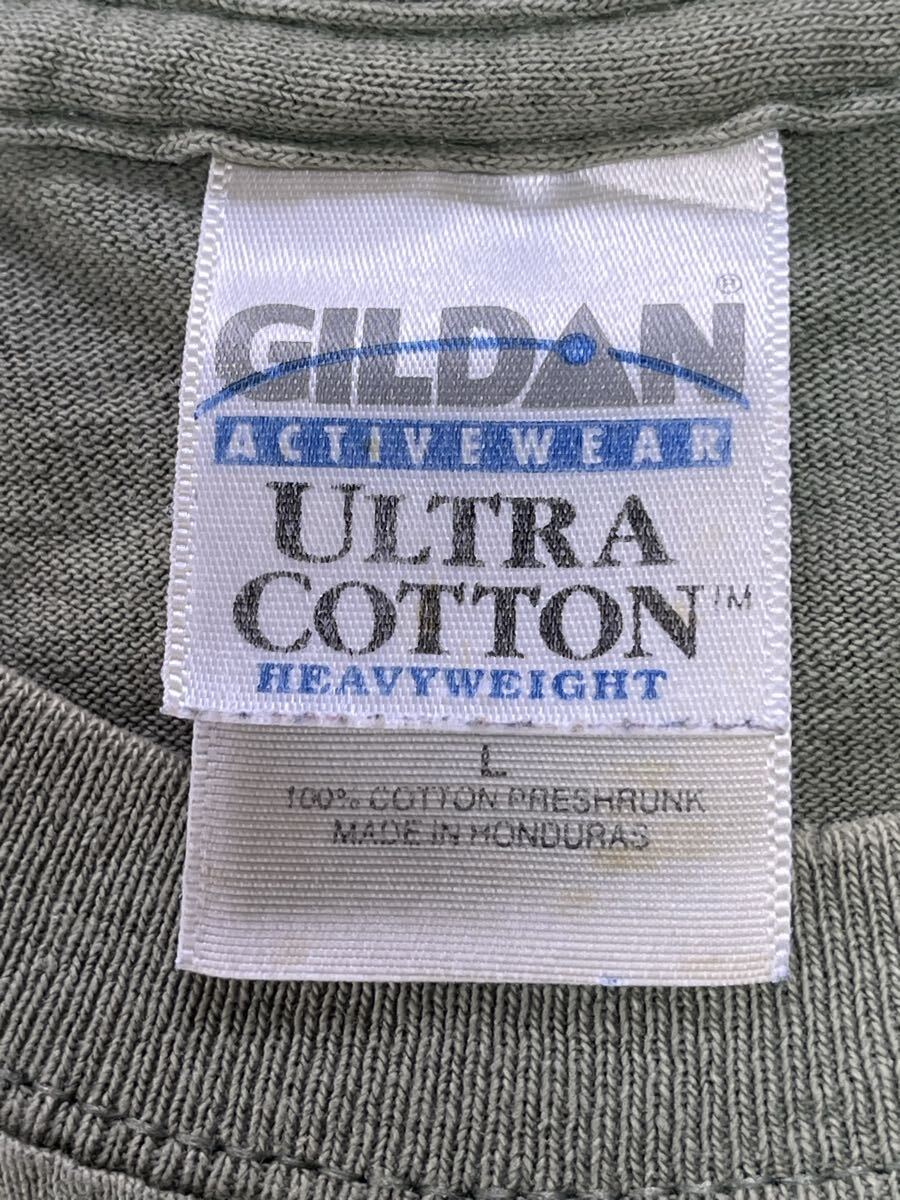 GILDAN®
ACTIVEWEAR
ULTRA
COTTON™
HEAVYWEIGHT
L
100% COTTON PRESHRUNK
MADE IN HONDURAS